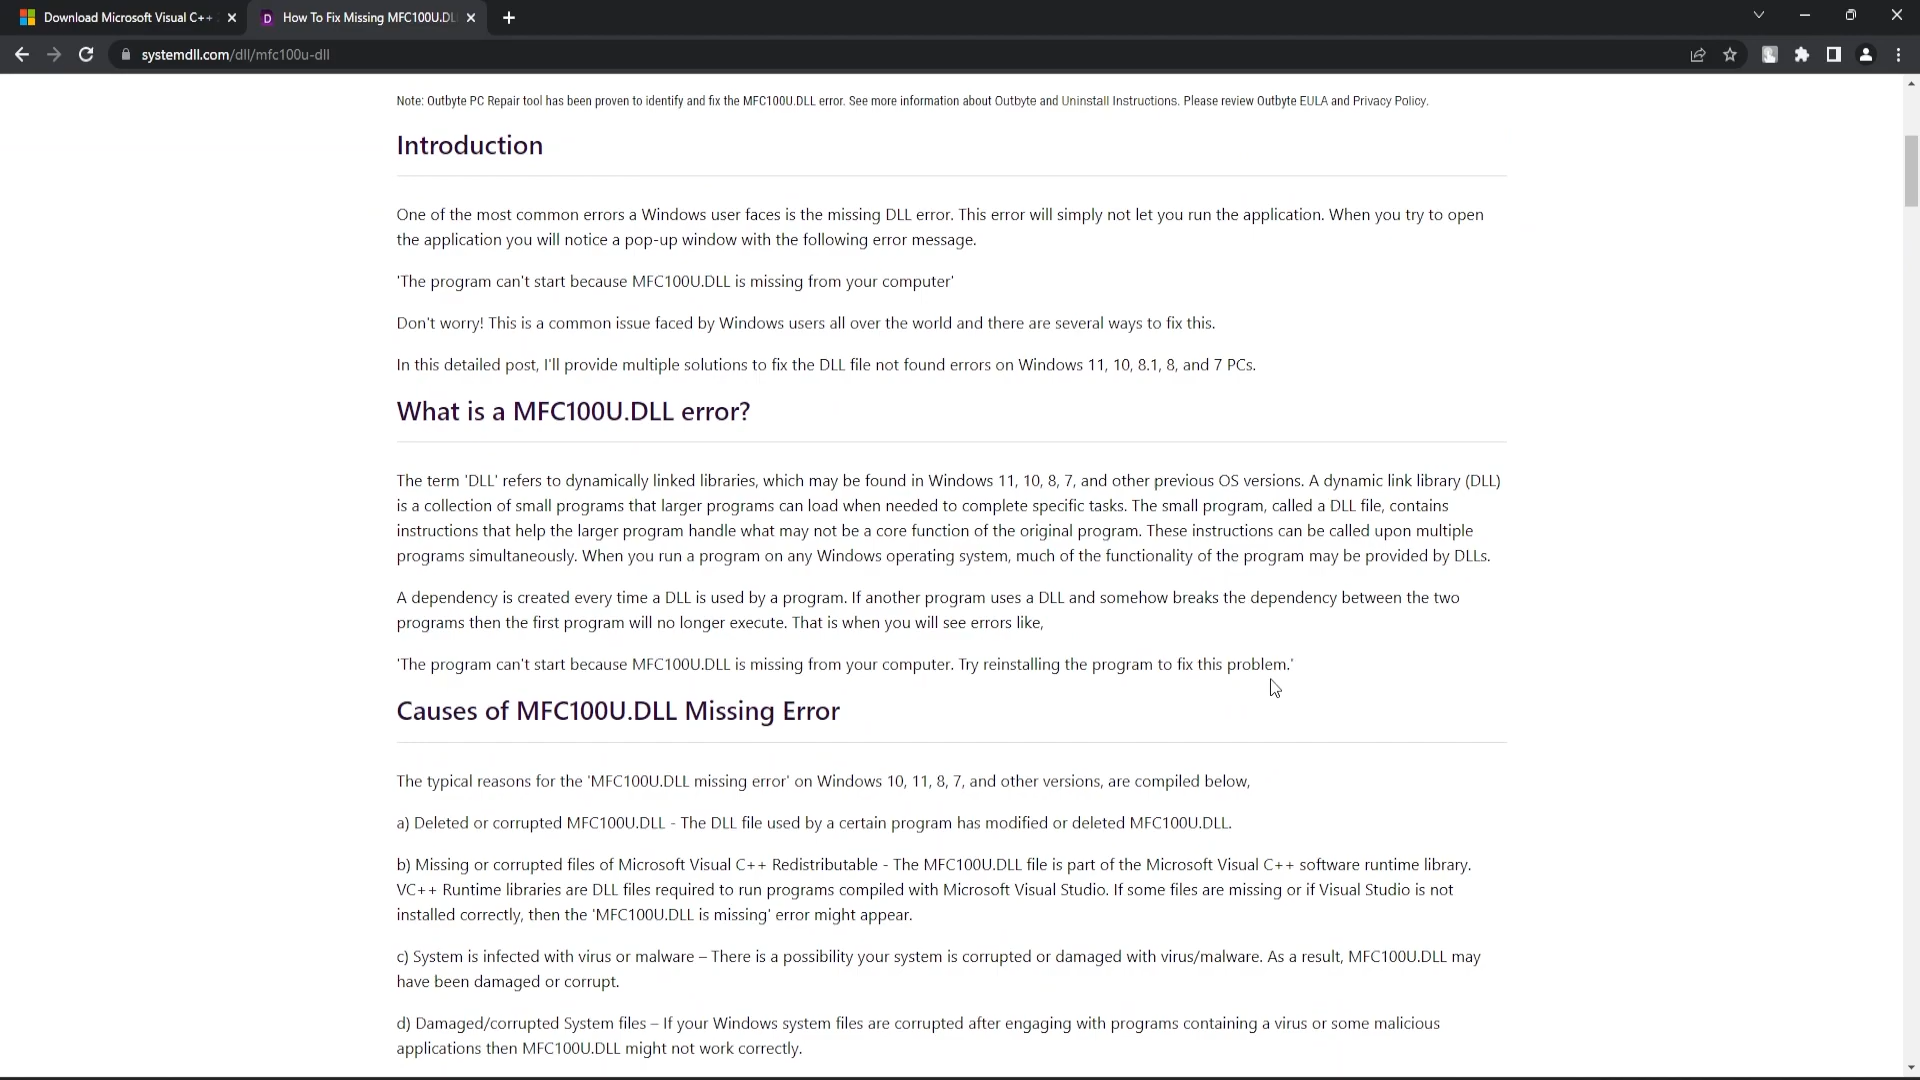 Download Microsoft Visual C++
How To Fix Missing MFC100U.DL
systemdll.com/dll/mfc100u-dll
Note: Outbyte PC Repair tool has been proven to identify and fix the MFC100U.DLL error. See more information about Outbyte and Uninstall Instructions. Please review Outbyte EULA and Privacy Policy.
Introduction
One of the most common errors a Windows user faces is the missing DLL error. This error will simply not let you run the application. When you try to open
the application you will notice a pop-up window with the following error message.
'The program can't start because MFC100U.DLL is missing from your computer'
Don't worry! This is a common issue faced by Windows users all over the world and there are several ways to fix this.
In this detailed post, I'll provide multiple solutions to fix the DLL file not found errors on Windows 11, 10, 8.1, 8, and 7 PCs.
What is a MFC100U.DLL error?
The term 'DLL' refers to dynamically linked libraries, which may be found in Windows 11, 10, 8, 7, and other previous OS versions. A dynamic link library (DLL)
is a collection of small programs that larger programs can load when needed to complete specific tasks. The small program, called a DLL file, contains
instructions that help the larger program handle what may not be a core function of the original program. These instructions can be called upon multiple
programs simultaneously. When you run a program on any Windows operating system, much of the functionality of the program may be provided by DLLs.
A dependency is created every time a DLL is used by a program. If another program uses a DLL and somehow breaks the dependency between the two
programs then the first program will no longer execute. That is when you will see errors like,
'The program can't start because MFC100U.DLL is missing from your computer. Try reinstalling the program to fix this problem.'
Causes of MFC100U.DLL Missing Error
The typical reasons for the 'MFC100U.DLL missing error' on Windows 10, 11, 8, 7, and other versions, are compiled below,
a) Deleted or corrupted MFC100U.DLL - The DLL file used by a certain program has modified or deleted MFC100U.DLL.
b) Missing or corrupted files of Microsoft Visual C++ Redistributable - The MFC100U.DLL file is part of the Microsoft Visual C++ software runtime library.
VC++ Runtime libraries are DLL files required to run programs compiled with Microsoft Visual Studio. If some files are missing or if Visual Studio is not
installed correctly, then the 'MFC100U.DLL is missing' error might appear.
c) System is infected with virus or malware – There is a possibility your system is corrupted or damaged with virus/malware. As a result, MFC100U.DLL may
have been damaged or corrupt.
d) Damaged/corrupted System files – If your Windows system files are corrupted after engaging with programs containing a virus or some malicious
applications then MFC100U.DLL might not work correctly.